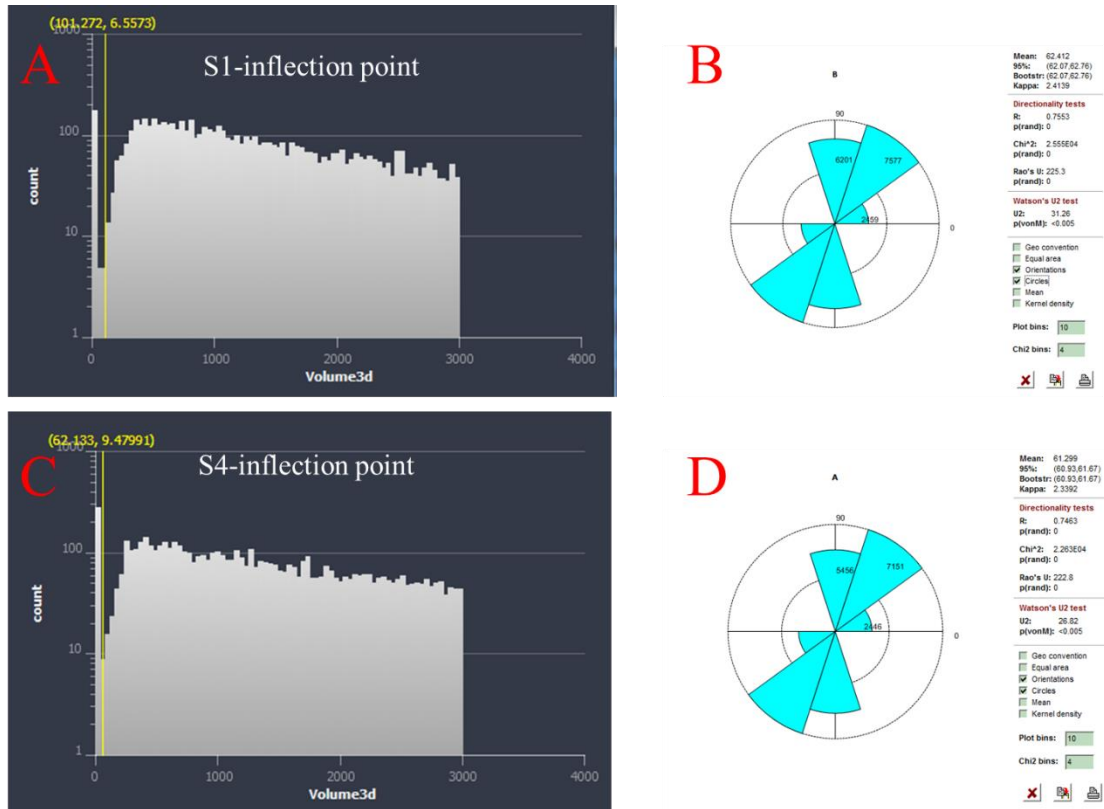 A
(101.272, 6.5573)
S1-inflection point
1000
100
10
1
count
0
1000
2000
3000
4000
Volume3d
B
B
90
6201
7577
2459
0
Mean: 62.412
95%: (62.07,62.76)
Bootstr: (62.07,62.76)
Kappa: 2.4139
Directionality tests
R: 0.7553
p(rand): 0
Chi^2: 2.555E04
p(rand): 0
Rao's U: 225.3
p(rand): 0
Watson's U2 test
U2: 31.26
p(vonM): <0.005
Geo convention
Equal area
Orientations
Circles
Mean
Kernel density
Plot bins: 10
Chi2 bins: 4
C
(62.133, 9.47991)
S4-inflection point
1000
100
10
1
count
0
1000
2000
3000
4000
Volume3d
D
A
90
5456
7151
2446
0
Mean: 61.299
95%: (60.93,61.67)
Bootstr: (60.93,61.67)
Kappa: 2.3392
Directionality tests
R: 0.7463
p(rand): 0
Chi^2: 2.263E04
p(rand): 0
Rao's U: 222.8
p(rand): 0
Watson's U2 test
U2: 26.82
p(vonM): <0.005
Geo convention
Equal area
Orientations
Circles
Mean
Kernel density
Plot bins: 10
Chi2 bins: 4